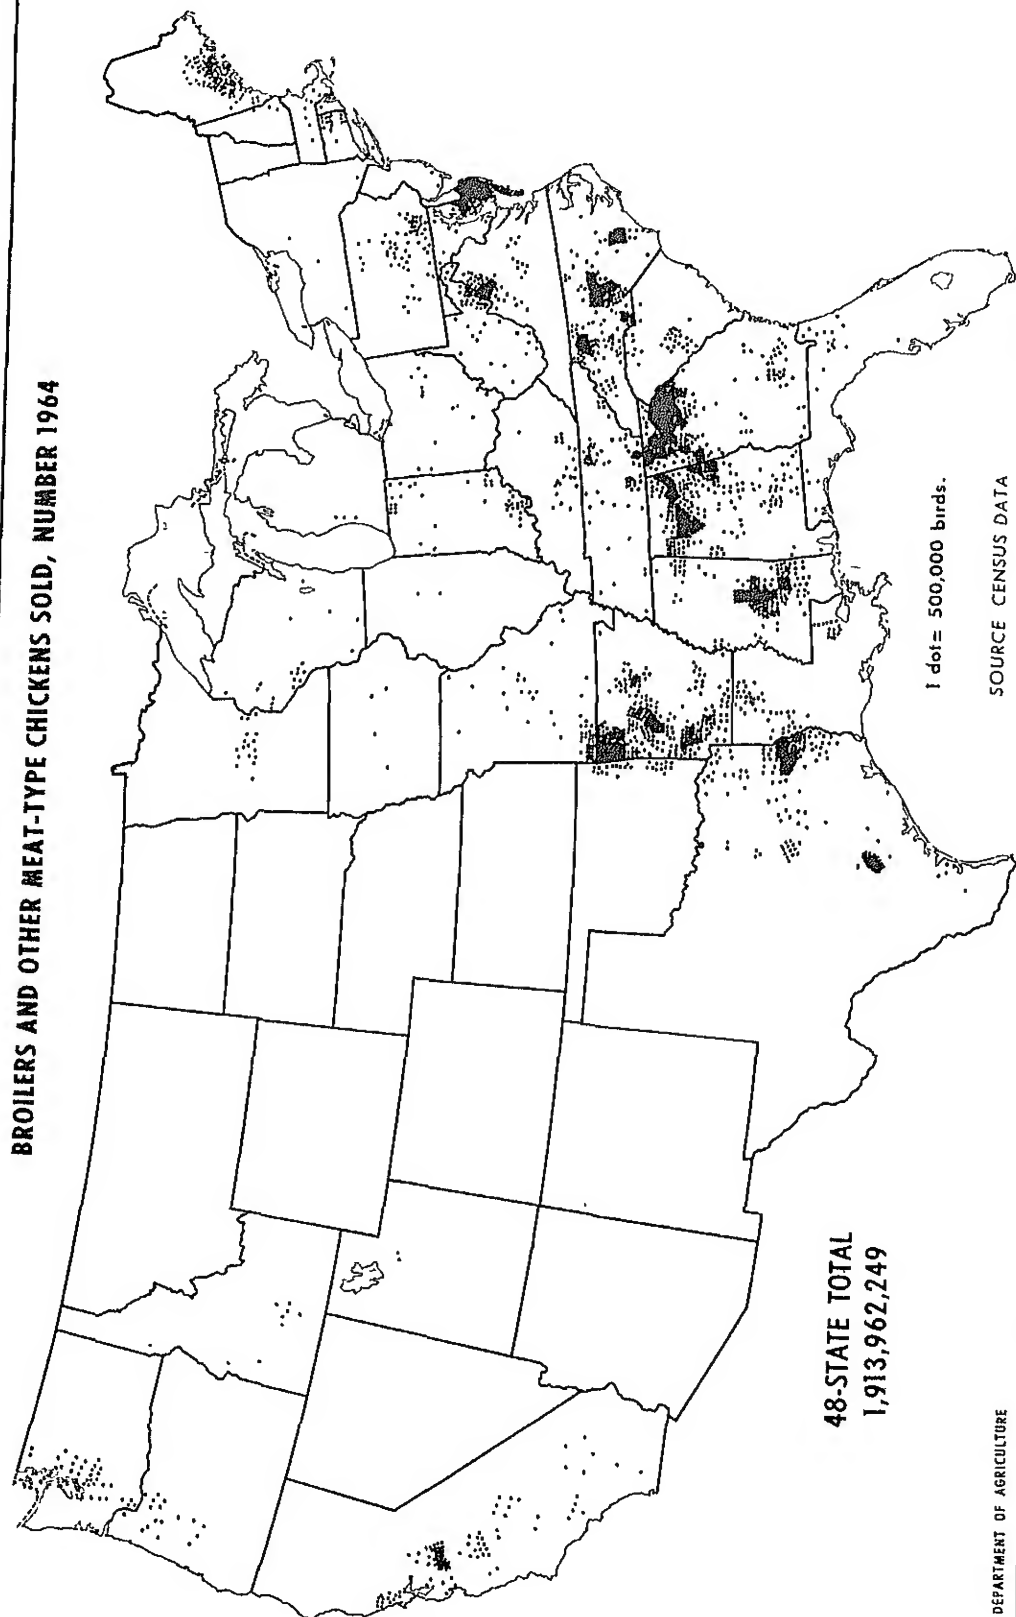 BROILERS AND OTHER MEAT-TYPE CHICKENS SOLD, NUMBER 1964
48-STATE TOTAL
1,913,962,249
1 dot = 500,000 birds.
DEPARTMENT OF AGRICULTURE
SOURCE CENSUS DATA